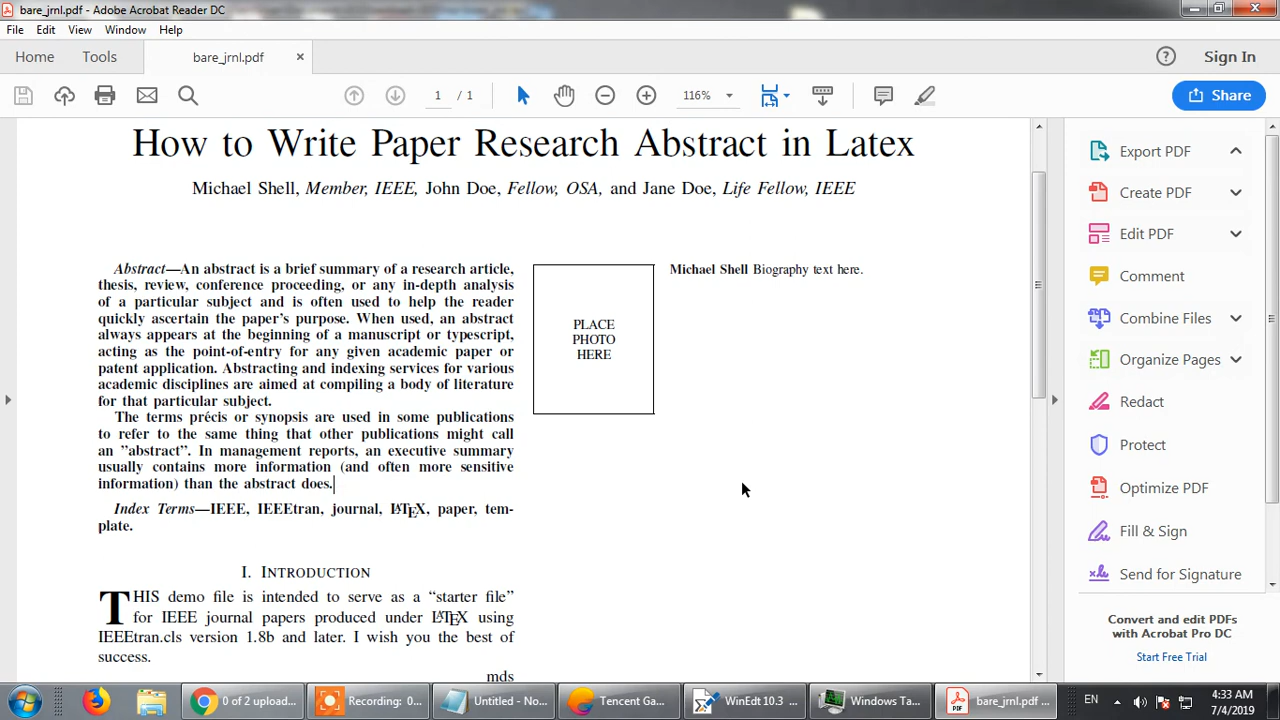 bare_jrnl.pdf - Adobe Acrobat Reader DC
File Edit View Window Help
Home Tools bare_jrnl.pdf × Sign In
1 / 1 116% Share
How to Write Paper Research Abstract in Latex
Michael Shell, Member, IEEE, John Doe, Fellow, OSA, and Jane Doe, Life Fellow, IEEE
Abstract—An abstract is a brief summary of a research article,
thesis, review, conference proceeding, or any in-depth analysis
of a particular subject and is often used to help the reader
quickly ascertain the paper's purpose. When used, an abstract
always appears at the beginning of a manuscript or typescript,
acting as the point-of-entry for any given academic paper or
patent application. Abstracting and indexing services for various
academic disciplines are aimed at compiling a body of literature
for that particular subject.
The terms précis or synopsis are used in some publications
to refer to the same thing that other publications might call
an ”abstract”. In management reports, an executive summary
usually contains more information (and often more sensitive
information) than the abstract does.
Index Terms—IEEE, IEEEtran, journal, LATEX, paper, tem-
plate.
I. INTRODUCTION
THIS demo file is intended to serve as a “starter file”
for IEEE journal papers produced under LATEX using
IEEEtran.cls version 1.8b and later. I wish you the best of
success.
mds
PLACE
PHOTO
HERE
Michael Shell Biography text here.
Export PDF
Create PDF
Edit PDF
Comment
Combine Files
Organize Pages
Redact
Protect
Optimize PDF
Fill & Sign
Send for Signature
Convert and edit PDFs
with Acrobat Pro DC
Start Free Trial
0 of 2 upload... Recording: 0... Untitled - No... Tencent Ga... WinEdt 10.3 ... Windows Ta... bare_jrnl.pdf ... EN 4:33 AM
7/4/2019